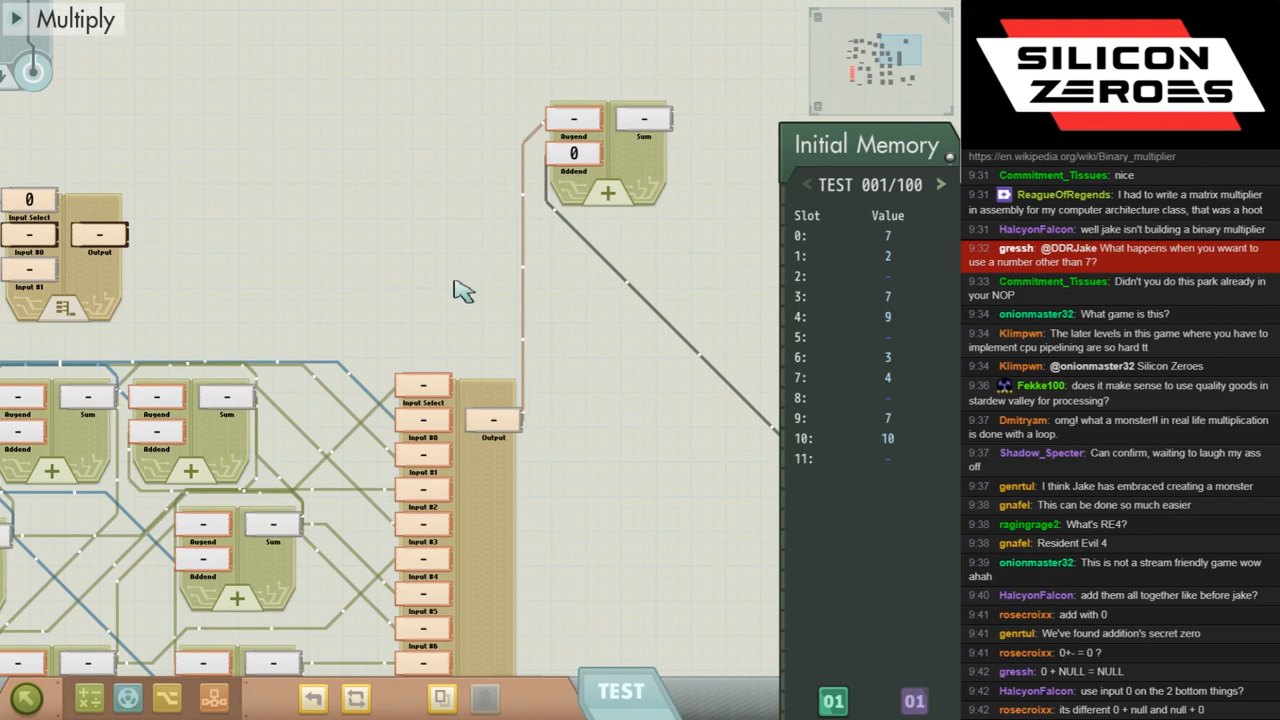 Multiply
0
Input Select
-
Input #0
-
Input #1
-
Output
-
Augend
0
Addend
-
Sum
-
Augend
-
Addend
-
Sum
-
Augend
-
Addend
-
Sum
-
Augend
-
Addend
-
Sum
-
Input Select
-
Input #0
-
Input #1
-
Input #2
-
Input #3
-
Input #4
-
Input #5
-
Input #6
-
-
Output
-
-
-
-
TEST
Initial Memory
TEST 001/100
Slot Value
0: 7
1: 2
2: -
3: 7
4: 9
5: -
6: 3
7: 4
8: -
9: 7
10: 10
11: -
01 01
SILICON
ZEROES
https://en.wikipedia.org/wiki/Binary_multiplier
9:31 Commitment_Tissues: nice
9:31 ReagueOfRegends: I had to write a matrix multiplier
in assembly for my computer architecture class, that was a hoot
9:31 HalcyonFalcon: well jake isn't building a binary multiplier
9:32 gressh: @DDRJake What happens when you wwant to
use a number other than 7?
9:33 Commitment_Tissues: Didn't you do this park already in
your NOP
9:34 onionmaster32: What game is this?
9:34 Klimpwn: The later levels in this game where you have to
implement cpu pipelining are so hard tt
9:34 Klimpwn: @onionmaster32 Silicon Zeroes
9:36 Fekke100: does it make sense to use quality goods in
stardew valley for processing?
9:37 Dmitryam: omg! what a monster!! in real life multiplication
is done with a loop.
9:37 Shadow_Specter: Can confirm, waiting to laugh my ass
off
9:37 genrtul: I think Jake has embraced creating a monster
9:38 gnafel: This can be done so much easier
9:38 ragingrage2: What's RE4?
9:38 gnafel: Resident Evil 4
9:39 onionmaster32: This is not a stream friendly game wow
ahah
9:40 HalcyonFalcon: add them all together like before jake?
9:41 rosecroixx: add with 0
9:41 genrtul: We've found addition's secret zero
9:41 rosecroixx: 0+- = 0 ?
9:42 gressh: 0 + NULL = NULL
9:42 HalcyonFalcon: use input 0 on the 2 bottom things?
9:42 rosecroixx: its different 0 + null and null + 0